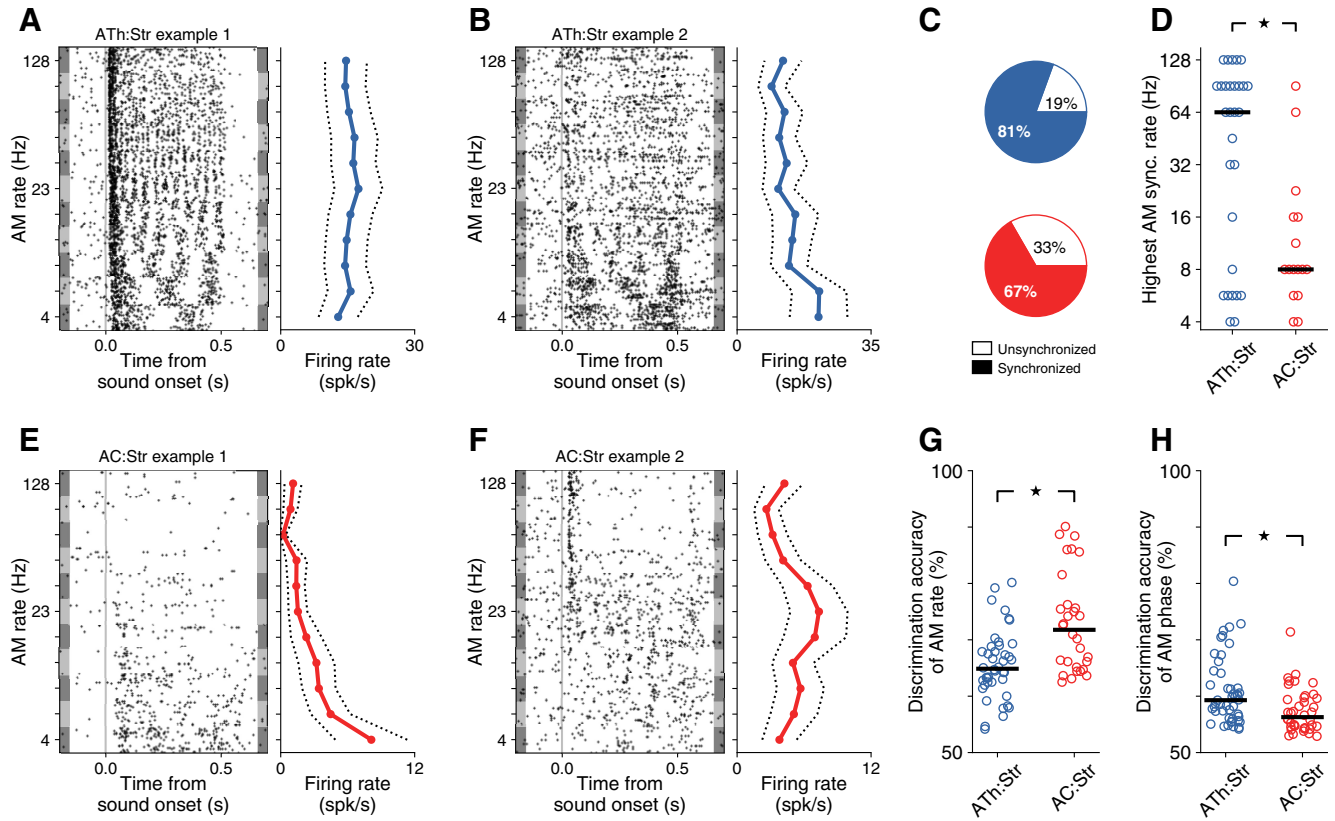 A
ATh:Str example 1
128
23
4
AM rate (Hz)
0.0
0.5
Time from
sound onset (s)
0
30
Firing rate
(spk/s)
B
ATh:Str example 2
128
23
4
AM rate (Hz)
0.0
0.5
Time from
sound onset (s)
0
35
Firing rate
(spk/s)
C
19%
81%
33%
67%
Unsynchronized
Synchronized
D
★
Highest AM sync. rate (Hz)
128
64
32
16
8
4
ATh:Str
AC:Str
E
AC:Str example 1
128
23
4
AM rate (Hz)
0.0
0.5
Time from
sound onset (s)
0
12
Firing rate
(spk/s)
F
AC:Str example 2
128
23
4
AM rate (Hz)
0.0
0.5
Time from
sound onset (s)
0
12
Firing rate
(spk/s)
G
100
50
★
Discrimination accuracy
of AM rate (%)
ATh:Str
AC:Str
H
100
50
★
Discrimination accuracy
of AM phase (%)
ATh:Str
AC:Str